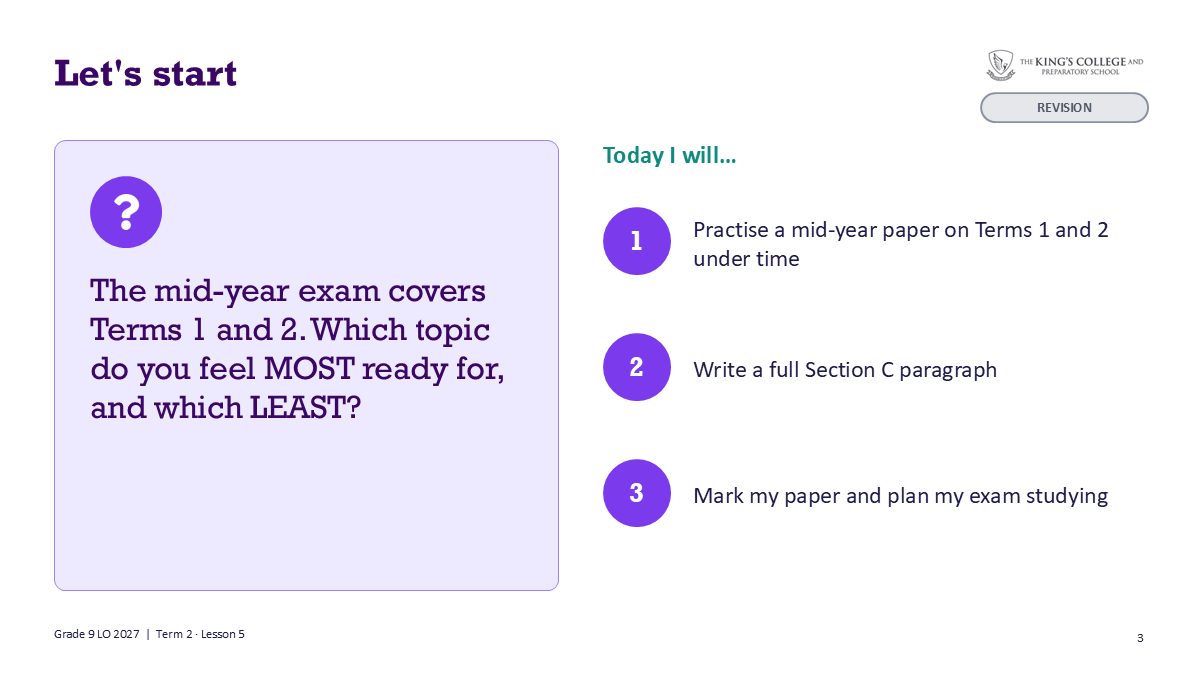 Let's start
THE KING'S COLLEGE AND
PREPARATORY SCHOOL
REVISION
?
The mid-year exam covers
Terms 1 and 2. Which topic
do you feel MOST ready for,
and which LEAST?
Today I will...
1
Practise a mid-year paper on Terms 1 and 2
under time
2
Write a full Section C paragraph
3
Mark my paper and plan my exam studying
Grade 9 LO 2027 | Term 2 · Lesson 5
3